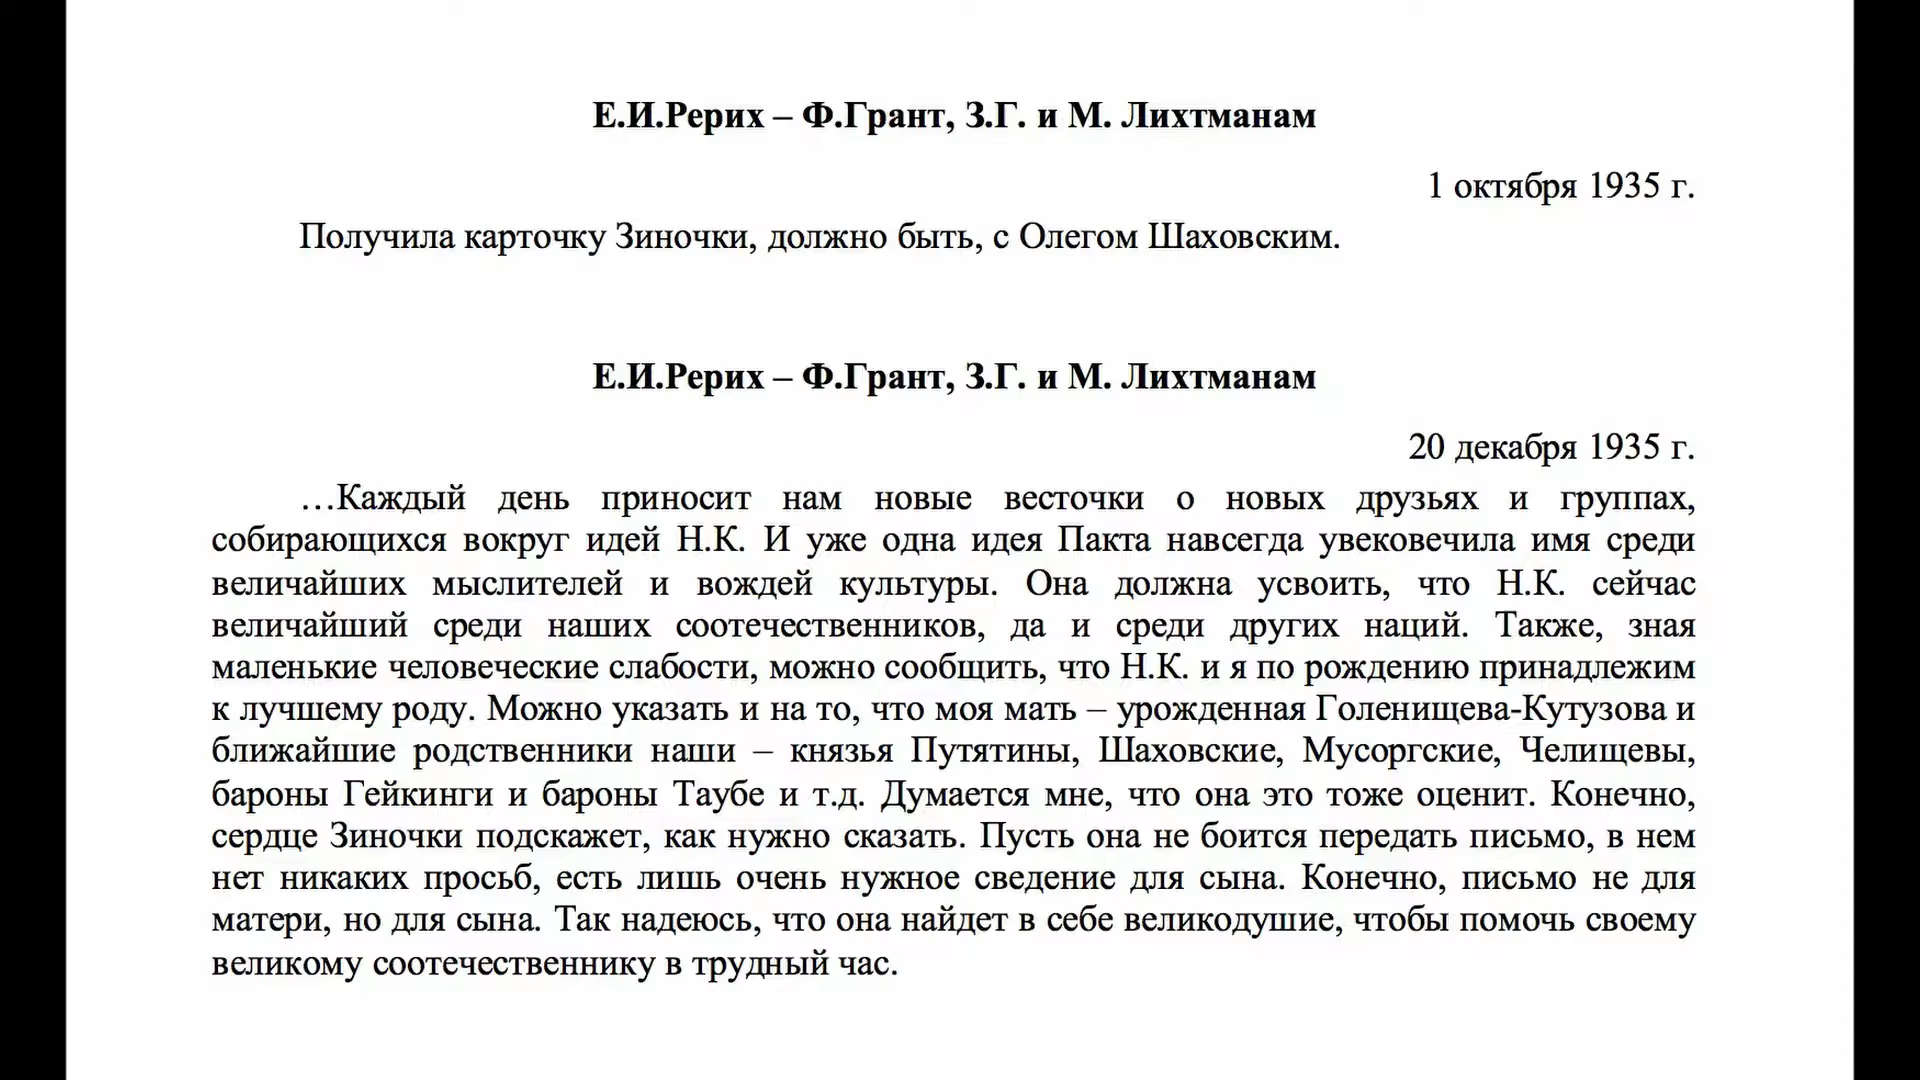 Е.И.Рерих – Ф.Грант, З.Г. и М. Лихтманам
1 октября 1935 г.
Получила карточку Зиночки, должно быть, с Олегом Шаховским.
Е.И.Рерих – Ф.Грант, З.Г. и М. Лихтманам
20 декабря 1935 г.
…Каждый день приносит нам новые весточки о новых друзьях и группах,
собирающихся вокруг идей Н.К. И уже одна идея Пакта навсегда увековечила имя среди
величайших мыслителей и вождей культуры. Она должна усвоить, что Н.К. сейчас
величайший среди наших соотечественников, да и среди других наций. Также, зная
маленькие человеческие слабости, можно сообщить, что Н.К. и я по рождению принадлежим
к лучшему роду. Можно указать и на то, что моя мать – урожденная Голенищева-Кутузова и
ближайшие родственники наши – князья Путятины, Шаховские, Мусоргские, Челищевы,
бароны Гейкинги и бароны Таубе и т.д. Думается мне, что она это тоже оценит. Конечно,
сердце Зиночки подскажет, как нужно сказать. Пусть она не боится передать письмо, в нем
нет никаких просьб, есть лишь очень нужное сведение для сына. Конечно, письмо не для
матери, но для сына. Так надеюсь, что она найдет в себе великодушие, чтобы помочь своему
великому соотечественнику в трудный час.